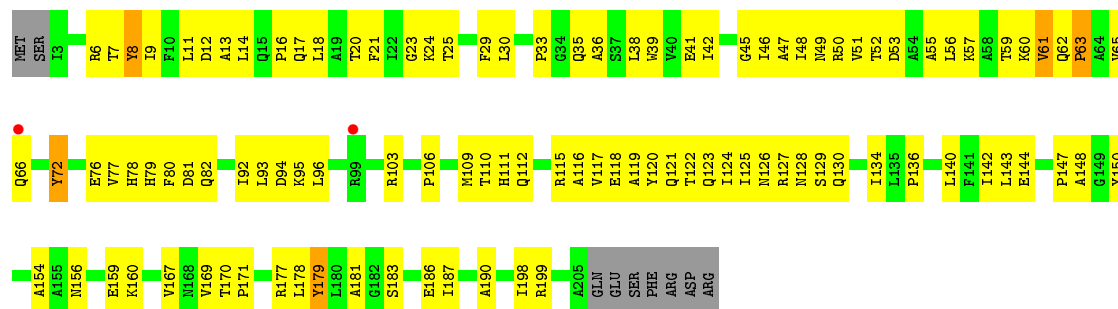 MET SER I3 R6 T7 Y8 I9 F10 L11 D12 A13 L14 Q15 P16 Q17 L18 A19 T20 F21 I22 G23 K24 T25 F29 L30 P33 G34 Q35 A36 S37 L38 W39 V40 E41 I42 G45 I46 A47 I48 N49 R50 V51 T52 D53 A54 A55 L56 K57 A58 T59 K60 V61 Q62 P63 A64 V65
Q66 Y72 E76 V77 H78 H79 F80 D81 Q82 I92 L93 D94 K95 L96 R99 R103 P106 M109 T110 H111 Q112 R115 A116 V117 E118 A119 Y120 Q121 T122 Q123 I124 I125 N126 R127 N128 S129 Q130 I134 L135 P136 L140 F141 I142 L143 E144 P147 A148 G149 Y150
A154 A155 N156 E159 K160 V167 N168 V169 T170 P171 R177 L178 Y179 L180 A181 G182 S183 E186 I187 A190 I198 R199 A205 GLN GLU SER PHE ARG ASP ARG